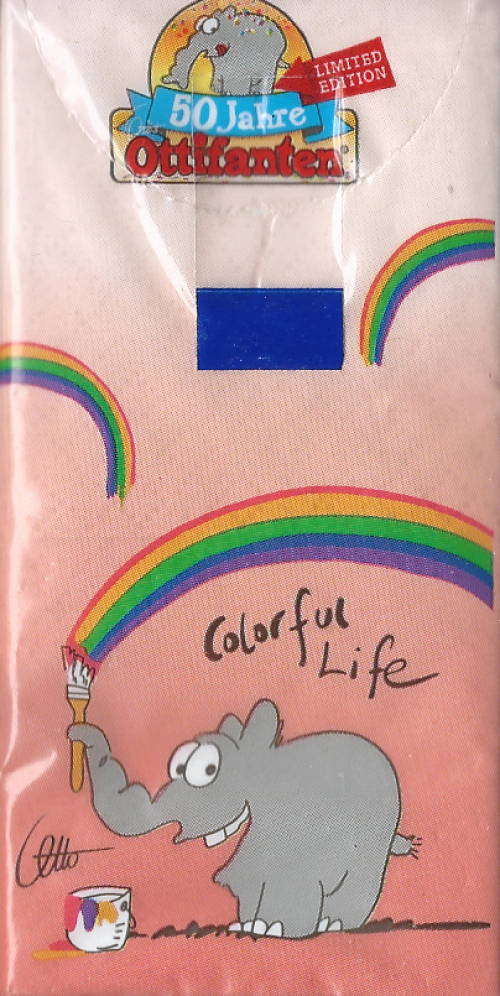 LIMITED
EDITION
50 Jahre
Ottifanten
Colorful
Life
Otto